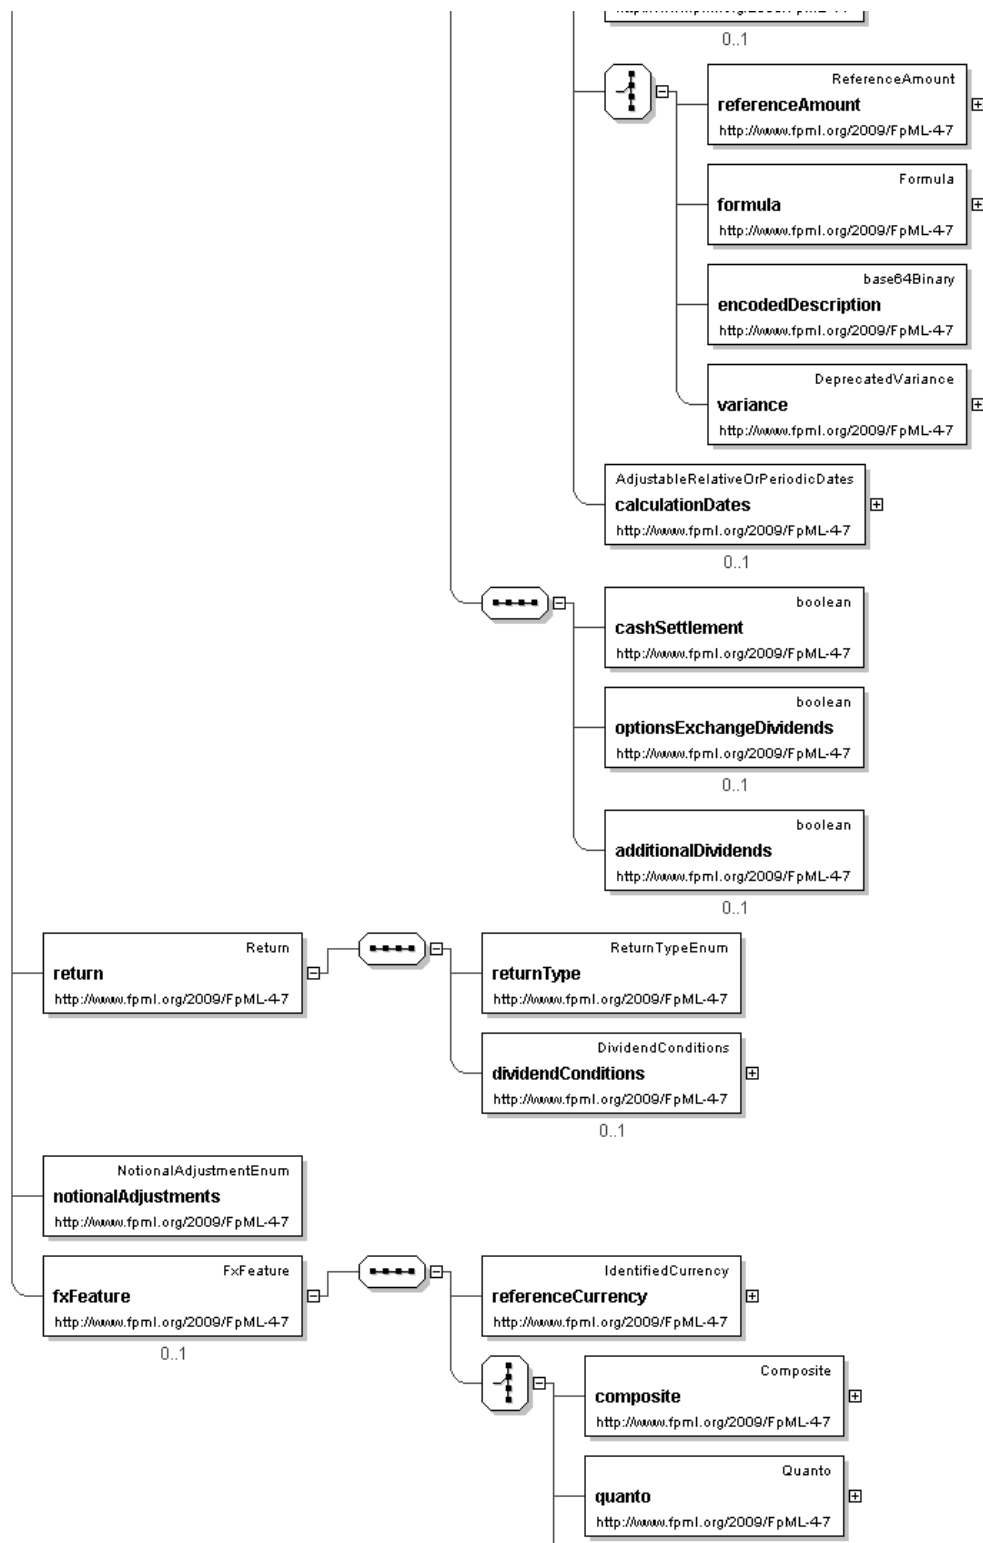 0..1
ReferenceAmount
referenceAmount
http://www.fpml.org/2009/FpML-4-7
Formula
formula
http://www.fpml.org/2009/FpML-4-7
base64Binary
encodedDescription
http://www.fpml.org/2009/FpML-4-7
DeprecatedVariance
variance
http://www.fpml.org/2009/FpML-4-7
AdjustableRelativeOrPeriodicDates
calculationDates
http://www.fpml.org/2009/FpML-4-7
0..1
boolean
cashSettlement
http://www.fpml.org/2009/FpML-4-7
boolean
optionsExchangeDividends
http://www.fpml.org/2009/FpML-4-7
0..1
boolean
additionalDividends
http://www.fpml.org/2009/FpML-4-7
0..1
Return
return
http://www.fpml.org/2009/FpML-4-7
ReturnTypeEnum
returnType
http://www.fpml.org/2009/FpML-4-7
DividendConditions
dividendConditions
http://www.fpml.org/2009/FpML-4-7
0..1
NotionalAdjustmentEnum
notionalAdjustments
http://www.fpml.org/2009/FpML-4-7
FxFeature
fxFeature
http://www.fpml.org/2009/FpML-4-7
0..1
IdentifiedCurrency
referenceCurrency
http://www.fpml.org/2009/FpML-4-7
Composite
composite
http://www.fpml.org/2009/FpML-4-7
Quanto
quanto
http://www.fpml.org/2009/FpML-4-7